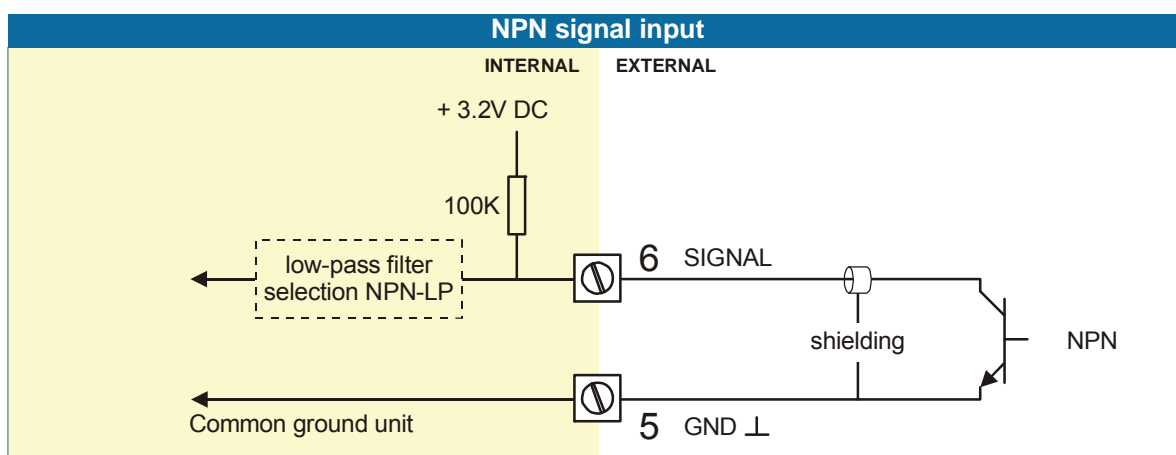 NPN signal input
INTERNAL EXTERNAL
+ 3.2V DC
100K
low-pass filter
selection NPN-LP
6 SIGNAL
shielding
NPN
Common ground unit
5 GND ⊥